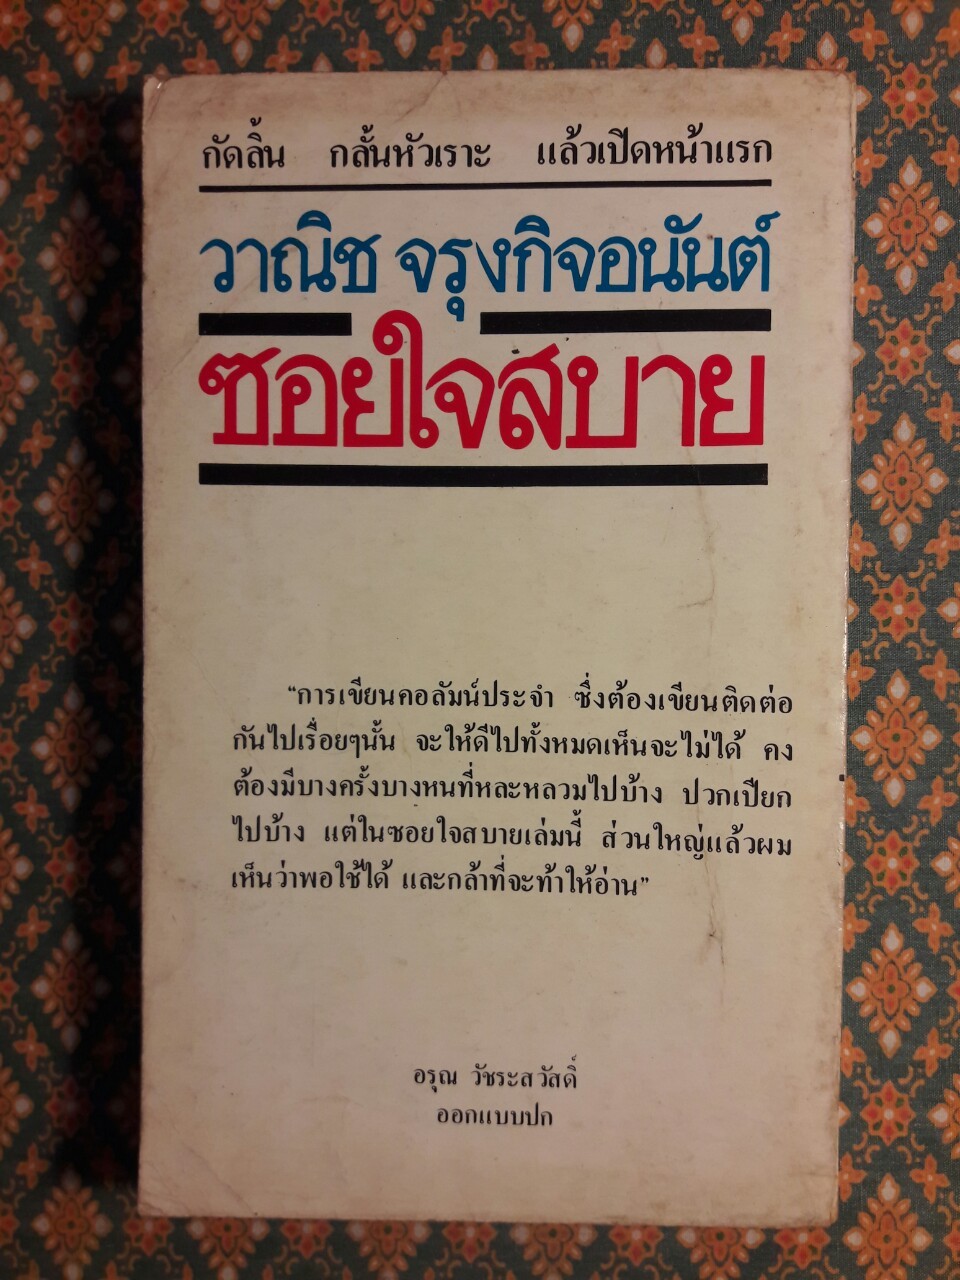 กัดลิ้น กลั้นหัวเราะ แล้วเปิดหน้าแรก
วาณิช จรุงกิจอนันต์
ซอยใจสบาย
“การเขียนคอลัมน์ประจำ ซึ่งต้องเขียนติดต่อ
กันไปเรื่อยๆนั้น จะให้ดีไปทั้งหมดเห็นจะไม่ได้ คง
ต้องมีบางครั้งบางหนที่หละหลวมไปบ้าง ปวกเปียก
ไปบ้าง แต่ในซอยใจสบายเล่มนี้ ส่วนใหญ่แล้วผม
เห็นว่าพอใช้ได้ และกล้าที่จะท้าให้อ่าน”
อรุณ วัชระสวัสดิ์
ออกแบบปก